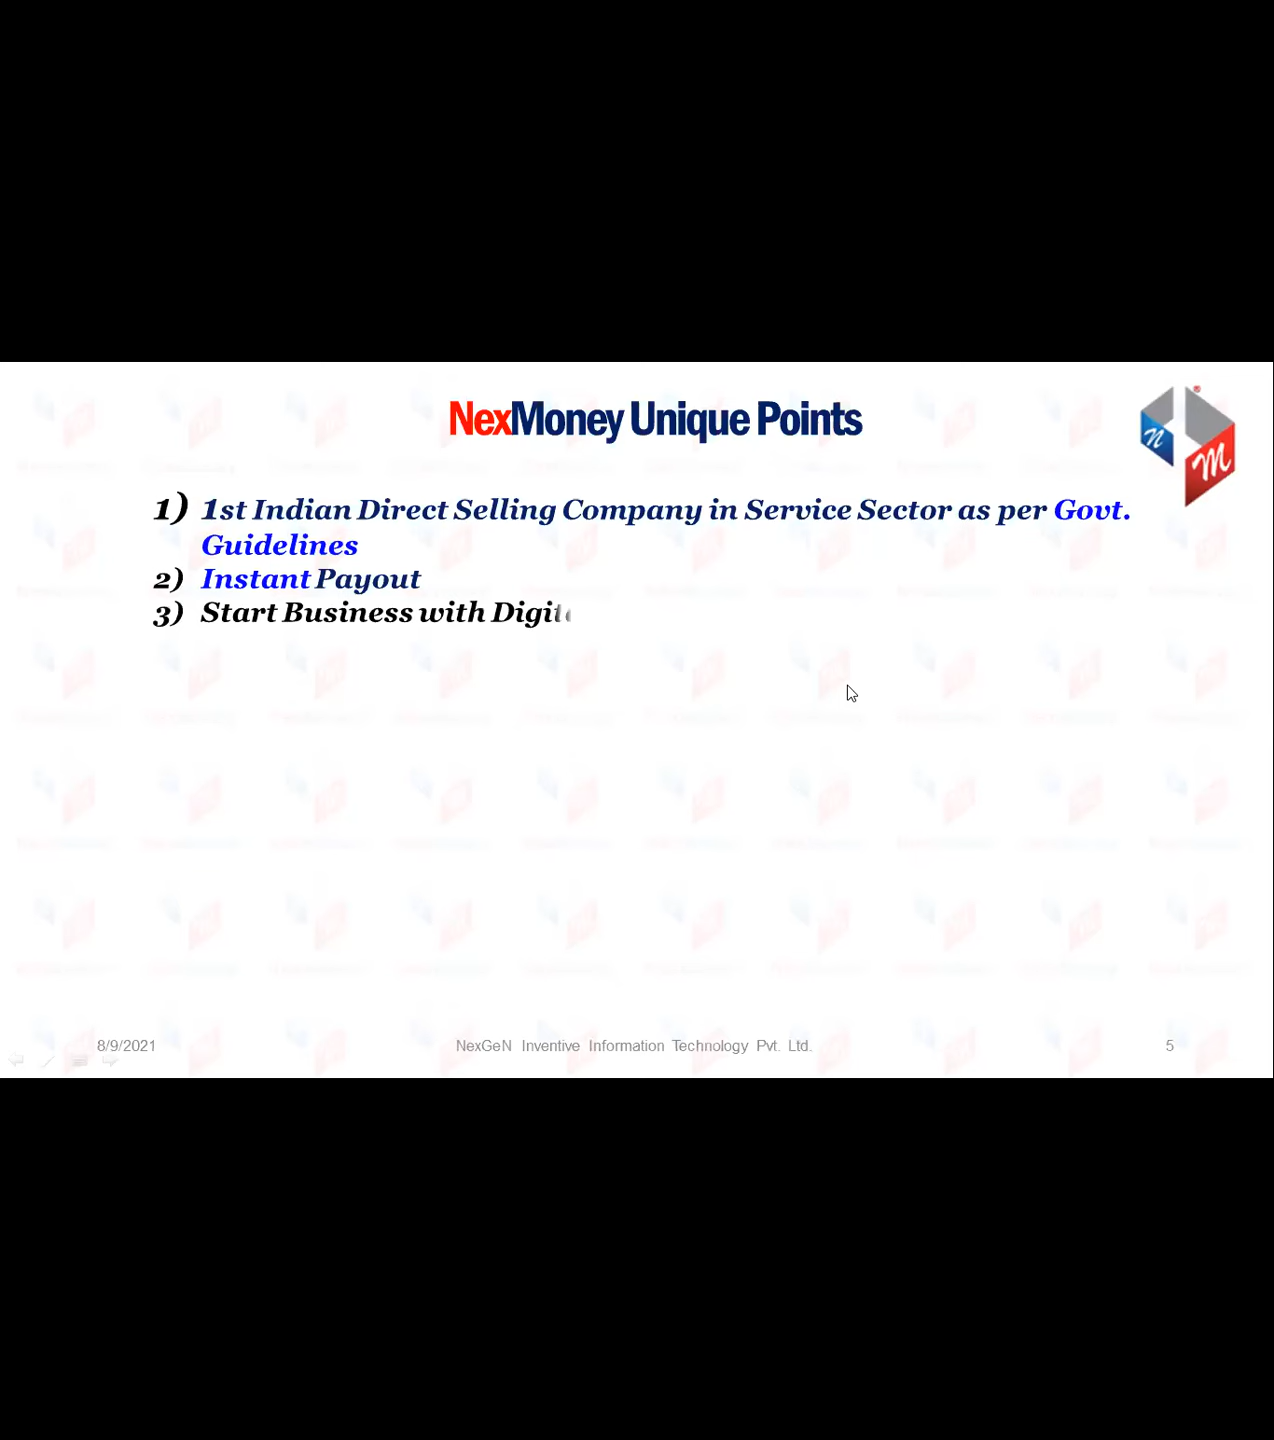 NexMoney Unique Points
1) 1st Indian Direct Selling Company in Service Sector as per Govt.
Guidelines
2) Instant Payout
3) Start Business with
8/9/2021
NexGeN Inventive Information Technology Pvt. Ltd.
5